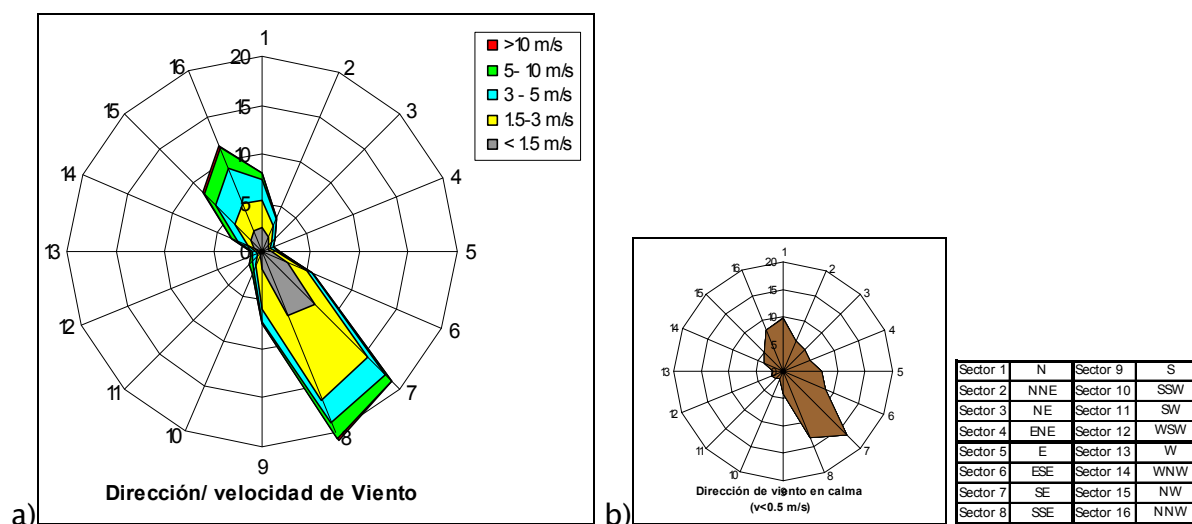 1
2
3
4
5
6
7
8
9
10
11
12
13
14
15
16
20
15
10
5
0
>10 m/s
5- 10 m/s
3 - 5 m/s
1.5-3 m/s
< 1.5 m/s
Dirección/ velocidad de Viento
a)
1
2
3
4
5
6
7
8
9
10
11
12
13
14
15
16
20
15
10
5
0
Dirección de viento en calma
(v<0.5 m/s)
b)
Sector 1 N Sector 9 S
Sector 2 NNE Sector 10 SSW
Sector 3 NE Sector 11 SW
Sector 4 ENE Sector 12 WSW
Sector 5 E Sector 13 W
Sector 6 ESE Sector 14 WNW
Sector 7 SE Sector 15 NW
Sector 8 SSE Sector 16 NNW